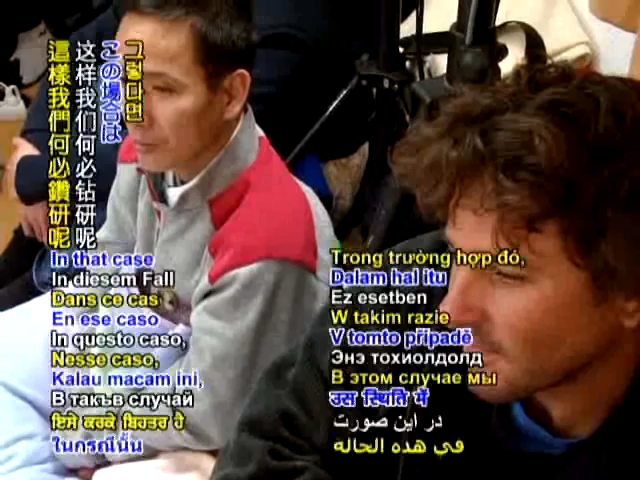 그렇다면
この場合は
这样我们何必钻研呢
這樣我們何必鑽研呢
In that case
In diesem Fall
Dans ce cas
En ese caso
In questo caso,
Nesse caso,
Kalau macam ini,
В такъв случай
ਇਸੇ ਕਰਕੇ ਬਿਹਤਰ ਹੈ
ในกรณีนั้น
Trong trường hợp đó,
Dalam hal itu
Ez esetben
W takim razie
V tomto případě
Энэ тохиолдолд
В этом случае мы
उस स्थिति में
در این صورت
في هذه الحالة